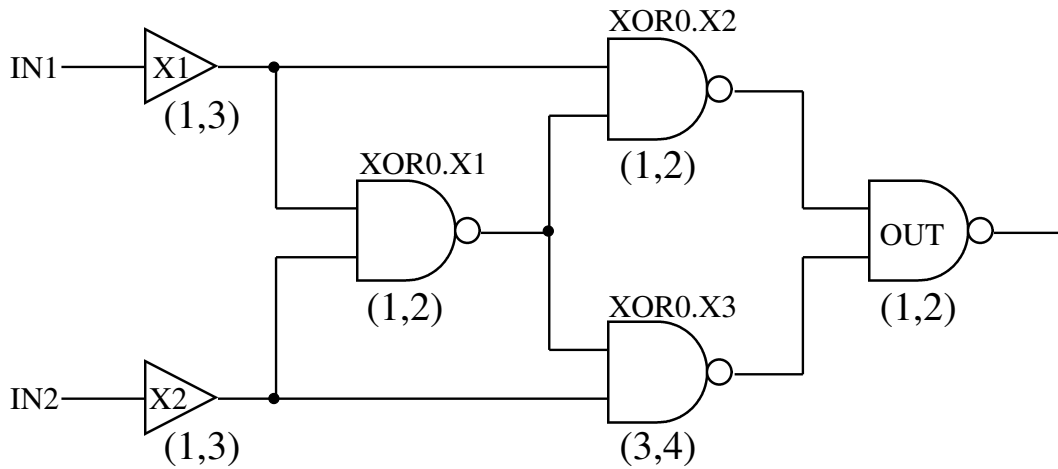 XOR0.X2
IN1
X1
(1,3)
XOR0.X1
(1,2)
OUT
(1,2)
XOR0.X3
(1,2)
IN2
X2
(1,3)
(3,4)